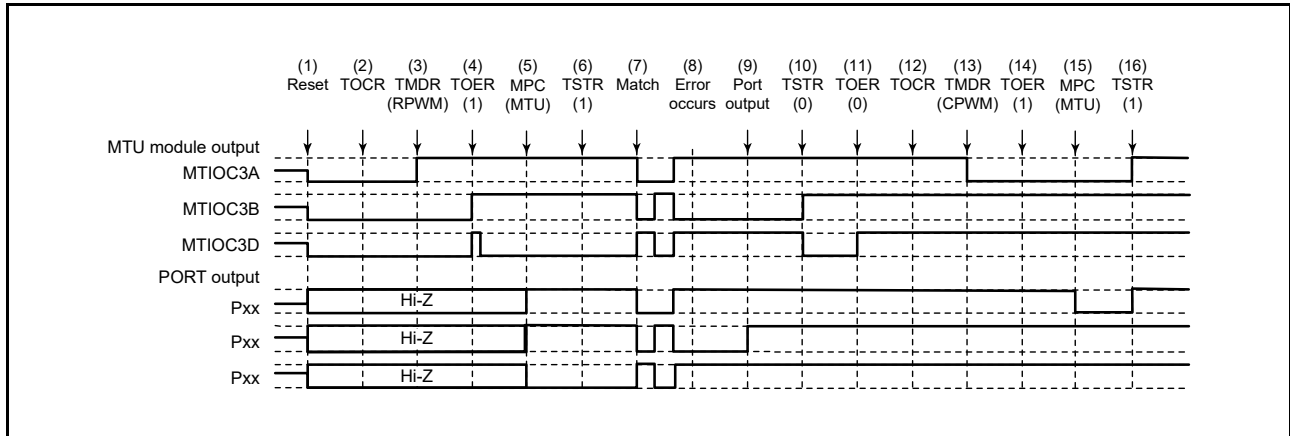 (1) (2) (3) (4) (5) (6) (7) (8) (9) (10) (11) (12) (13) (14) (15) (16)
Reset TOCR TMDR TOER MPC TSTR Match Error Port TSTR TOER TOCR TMDR TOER MPC TSTR
(RPWM) (1) (MTU) (1) occurs output (0) (0) (CPWM) (1) (MTU) (1)
MTU module output
MTIOC3A
MTIOC3B
MTIOC3D
PORT output
Pxx Hi-Z
Pxx Hi-Z
Pxx Hi-Z